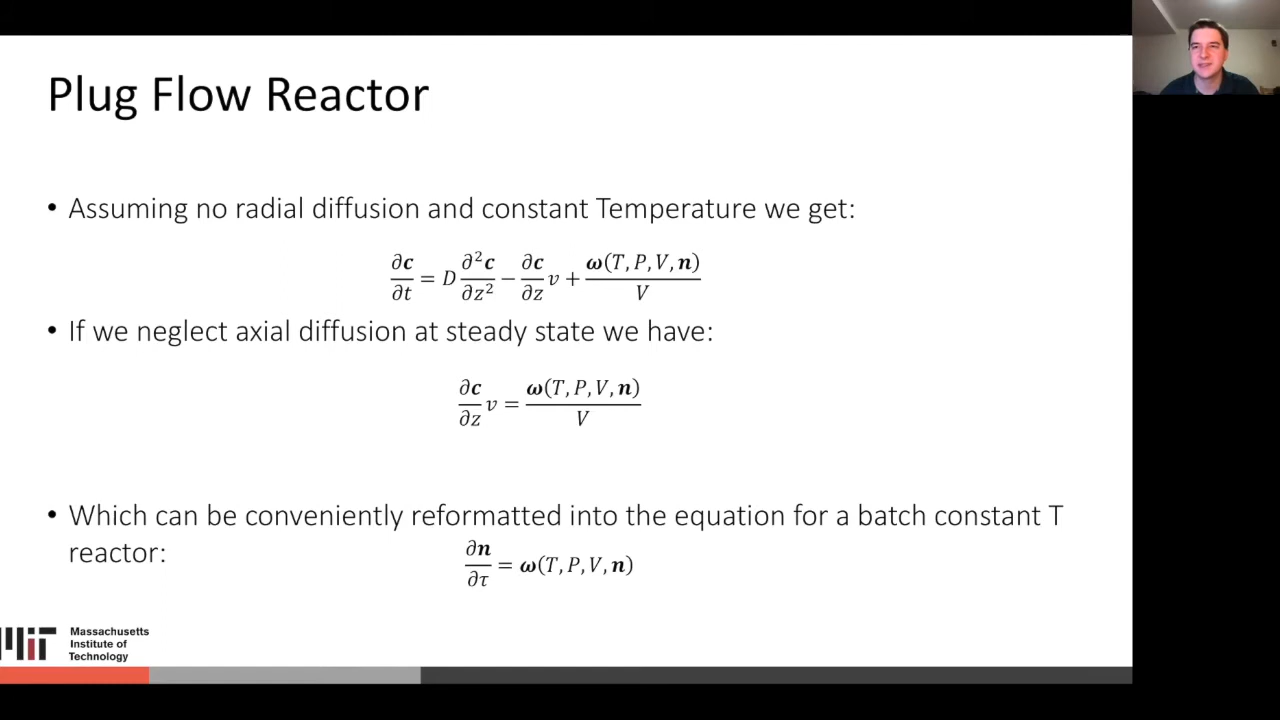 Plug Flow Reactor
• Assuming no radial diffusion and constant Temperature we get:
∂c/∂t = D ∂²c/∂z² − ∂c/∂z v + ω(T, P, V, n)/V
• If we neglect axial diffusion at steady state we have:
∂c/∂z v = ω(T, P, V, n)/V
• Which can be conveniently reformatted into the equation for a batch constant T
reactor:
∂n/∂τ = ω(T, P, V, n)
MIT
Massachusetts
Institute of
Technology